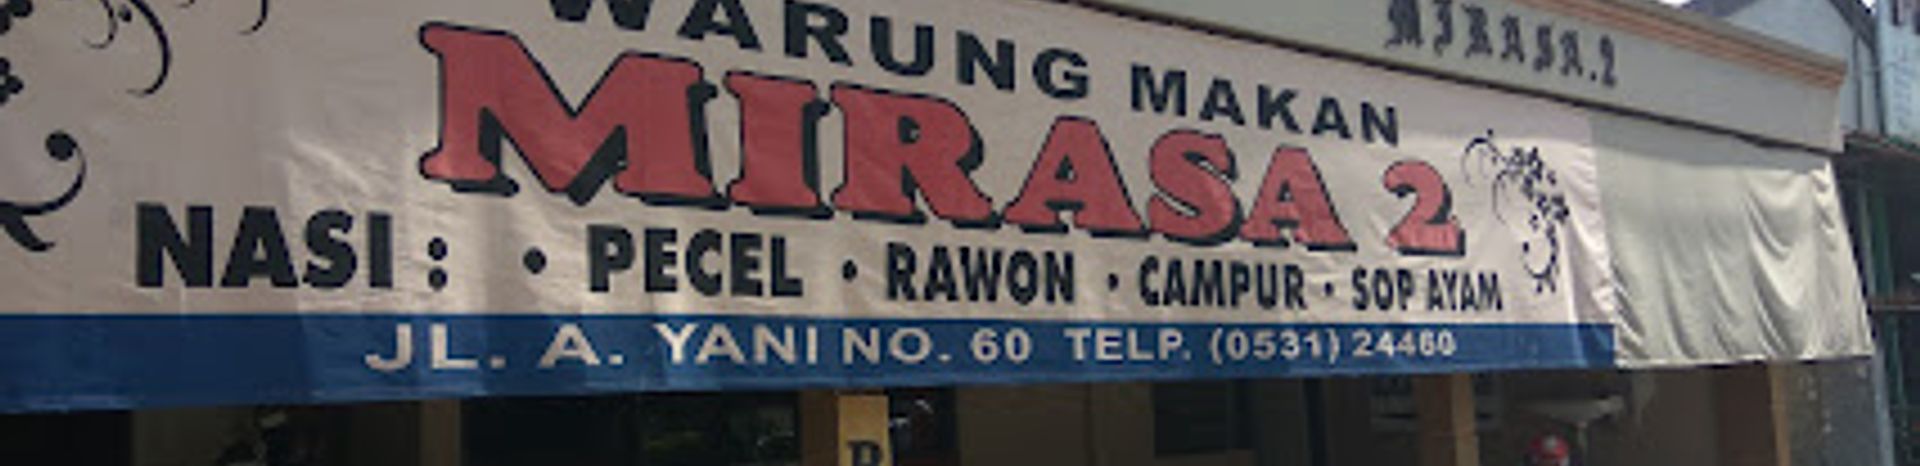 MIRASA.2
WARUNG MAKAN
MIRASA 2
NASI : • PECEL • RAWON • CAMPUR • SOP AYAM
JL. A. YANI NO. 60 TELP. (0531) 24460